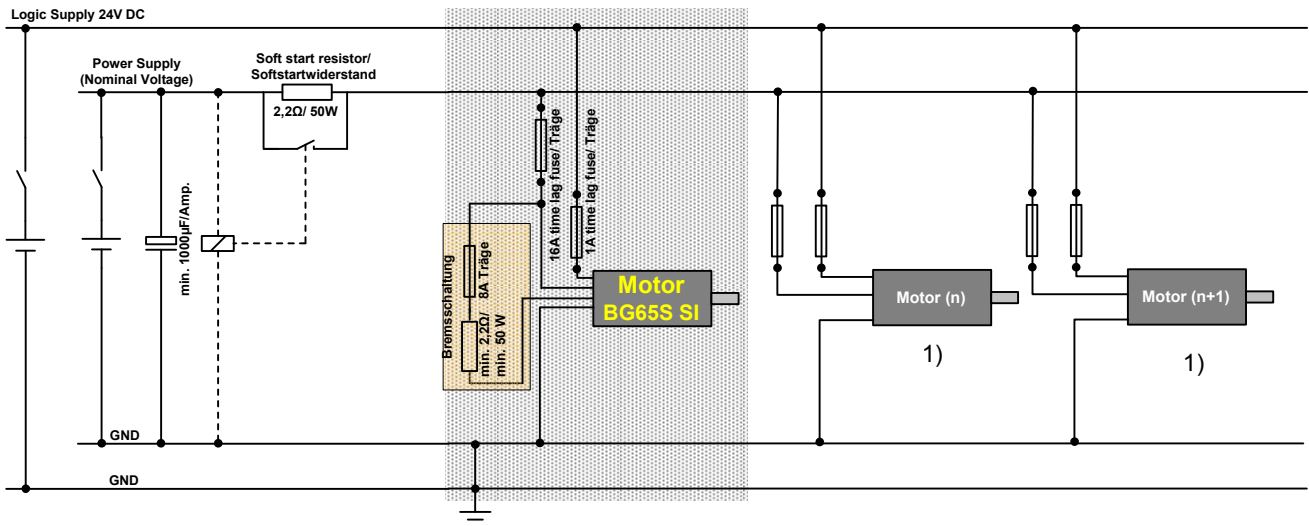 Logic Supply 24V DC
Power Supply
(Nominal Voltage)
Soft start resistor/
Softstartwiderstand
2,2Ω/ 50W
min. 1000µF/Amp.
16A time lag fuse/ Träge
1A time lag fuse/ Träge
Bremsschaltung
8A Träge
min. 2,2Ω/
min. 50 W
Motor
BG65S SI
Motor (n)
1)
Motor (n+1)
1)
GND
GND